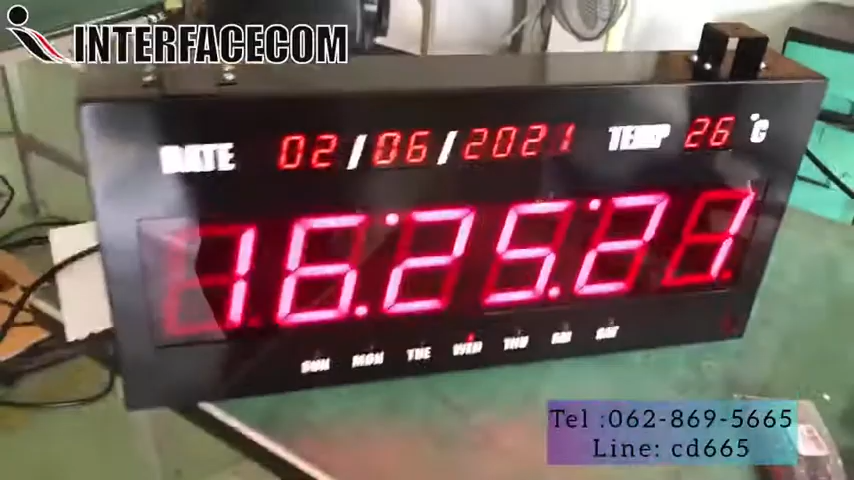 INTERFACECOM
DATE 02/06/2021 TEMP 26 °C
16:25:21
SUN MON TUE WED THU FRI SAT
Tel :062-869-5665
Line: cd665